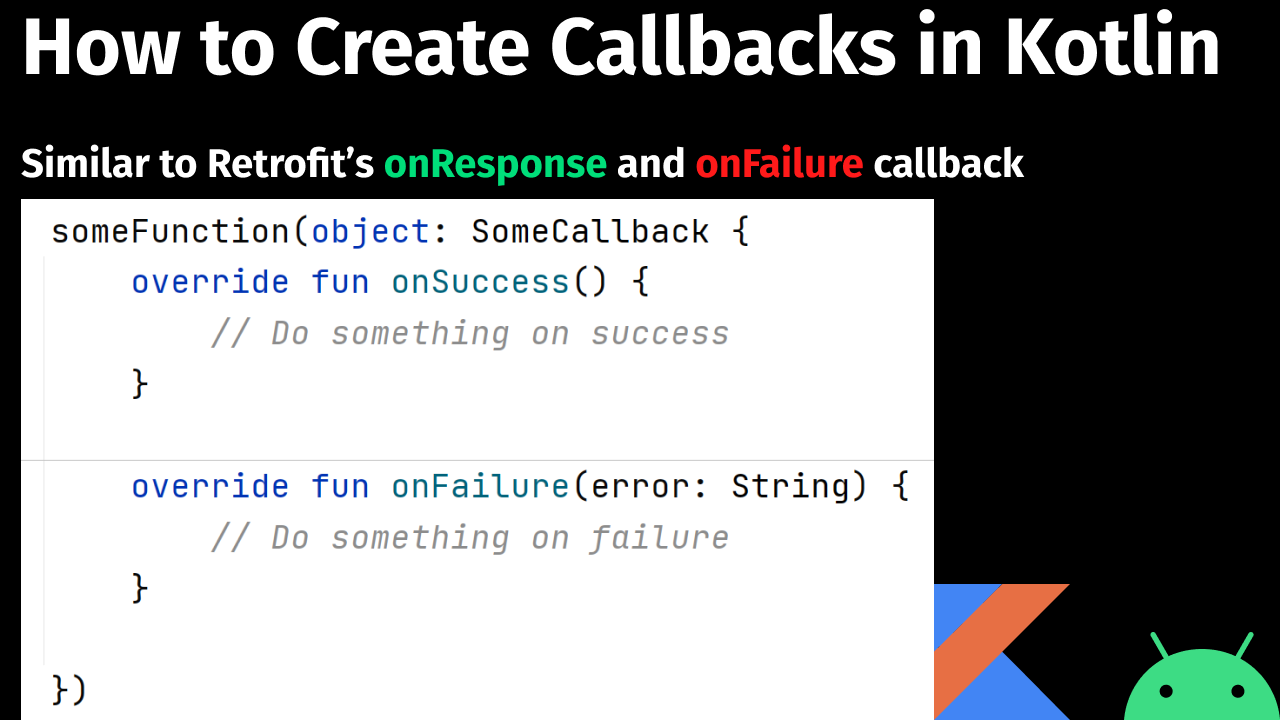 How to Create Callbacks in Kotlin
Similar to Retrofit’s onResponse and onFailure callback
someFunction(object: SomeCallback {
    override fun onSuccess() {
        // Do something on success
    }
    override fun onFailure(error: String) {
        // Do something on failure
    }
})